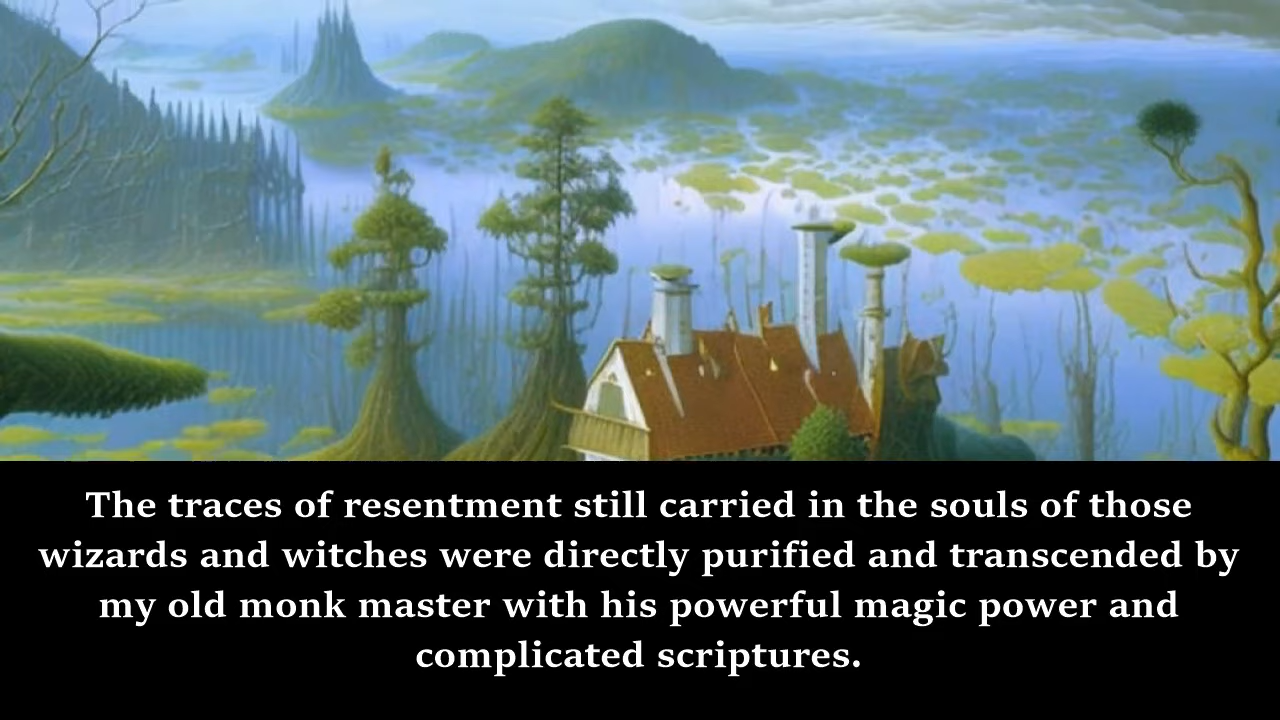 The traces of resentment still carried in the souls of those
wizards and witches were directly purified and transcended by
my old monk master with his powerful magic power and
complicated scriptures.